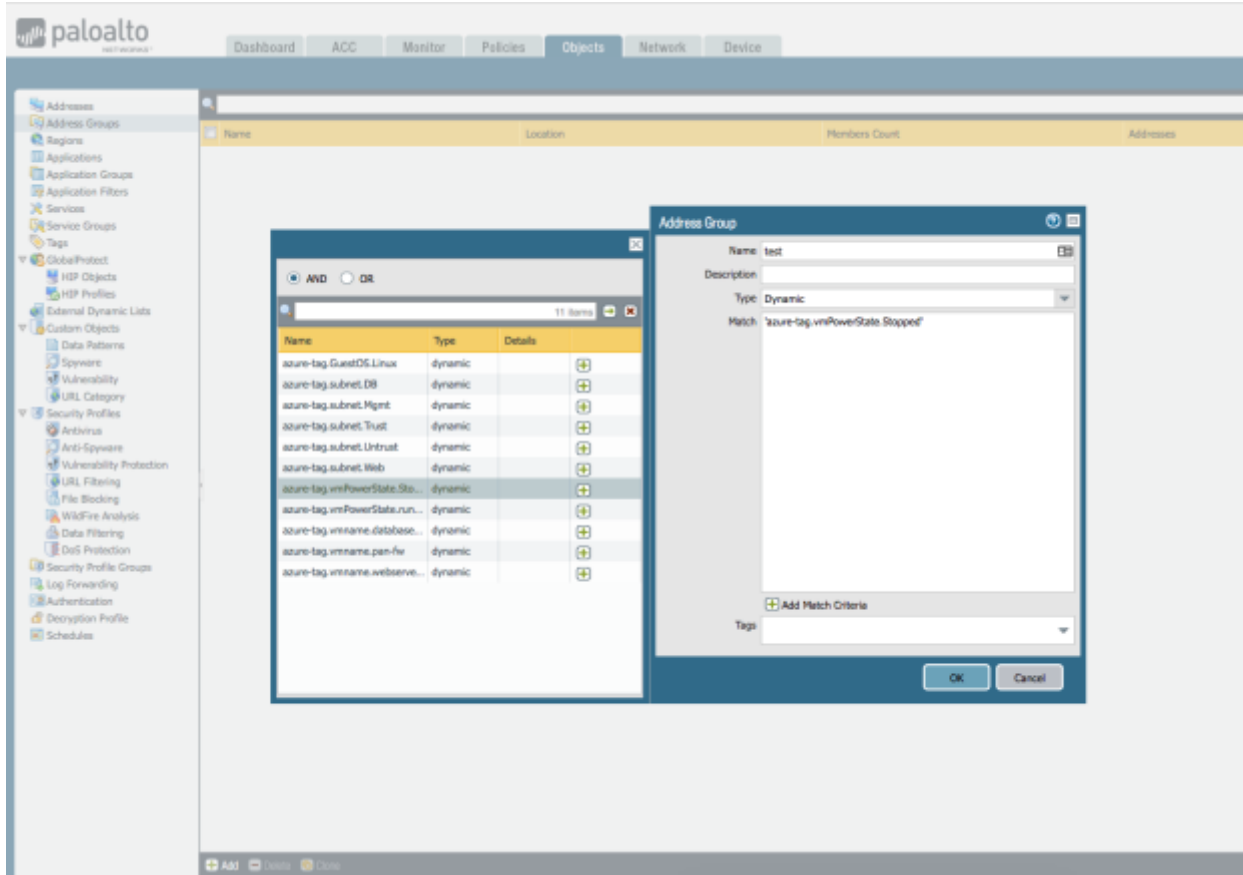 paloalto
NETWORKS
Dashboard ACC Monitor Policies Objects Network Device
Addresses
Address Groups
Regions
Applications
Application Groups
Application Filters
Services
Service Groups
Tags
GlobalProtect
HIP Objects
HIP Profiles
External Dynamic Lists
Custom Objects
Data Patterns
Spyware
Vulnerability
URL Category
Security Profiles
Antivirus
Anti-Spyware
Vulnerability Protection
URL Filtering
File Blocking
WildFire Analysis
Data Filtering
DoS Protection
Security Profile Groups
Log Forwarding
Authentication
Decryption Profile
Schedules
Name Location Members Count Addresses
AND OR
11 items
Name Type Details
azure-tag.GuestOS.Linux dynamic
azure-tag.subnet.DB dynamic
azure-tag.subnet.Mgmt dynamic
azure-tag.subnet.Trust dynamic
azure-tag.subnet.Untrust dynamic
azure-tag.subnet.Web dynamic
azure-tag.vmPowerState.Sto... dynamic
azure-tag.vmPowerState.run... dynamic
azure-tag.vmname.database... dynamic
azure-tag.vmname.pan-fw dynamic
azure-tag.vmname.webserve... dynamic
Address Group
Name test
Description
Type Dynamic
Match 'azure-tag.vmPowerState.Stopped'
Add Match Criteria
Tags
OK Cancel
Add Delete Clone